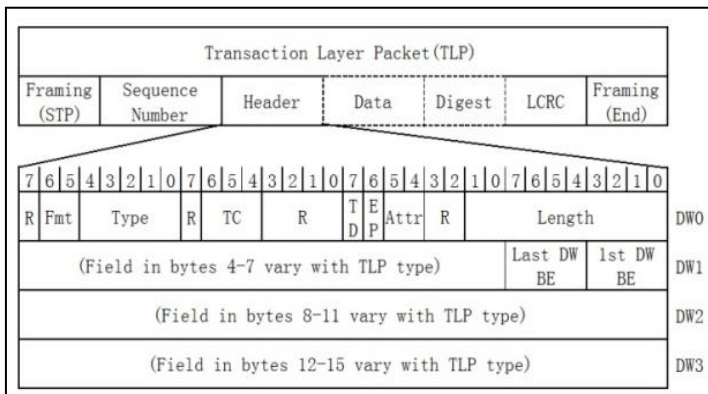 Transaction Layer Packet(TLP)
Framing (STP) Sequence Number Header Data Digest LCRC Framing (End)
7 6 5 4 3 2 1 0 7 6 5 4 3 2 1 0 7 6 5 4 3 2 1 0 7 6 5 4 3 2 1 0
R Fmt Type R TC R TD EP Attr R Length DW0
(Field in bytes 4-7 vary with TLP type) Last DW BE 1st DW BE DW1
(Field in bytes 8-11 vary with TLP type) DW2
(Field in bytes 12-15 vary with TLP type) DW3